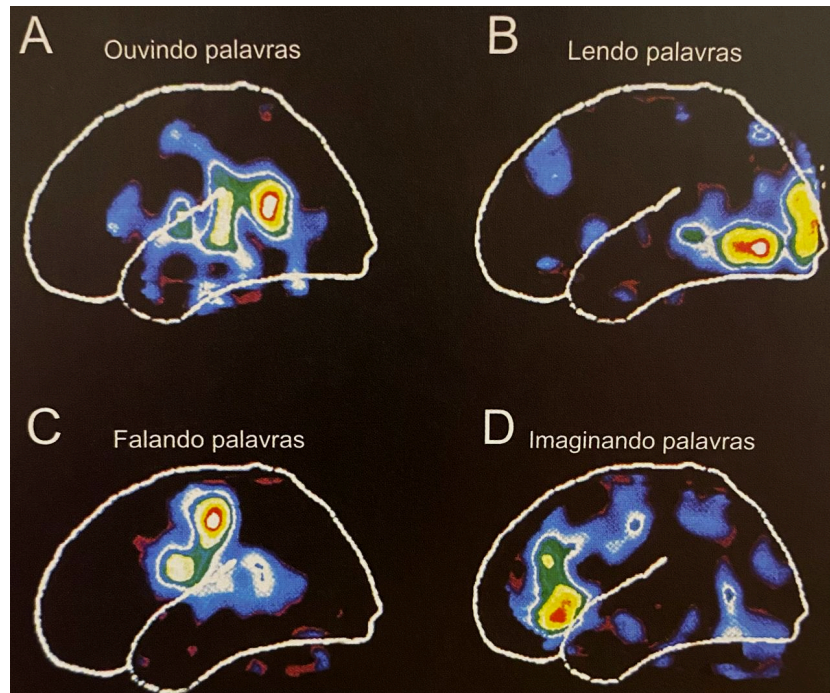 A
Ouvindo palavras
B
Lendo palavras
C
Falando palavras
D
Imaginando palavras